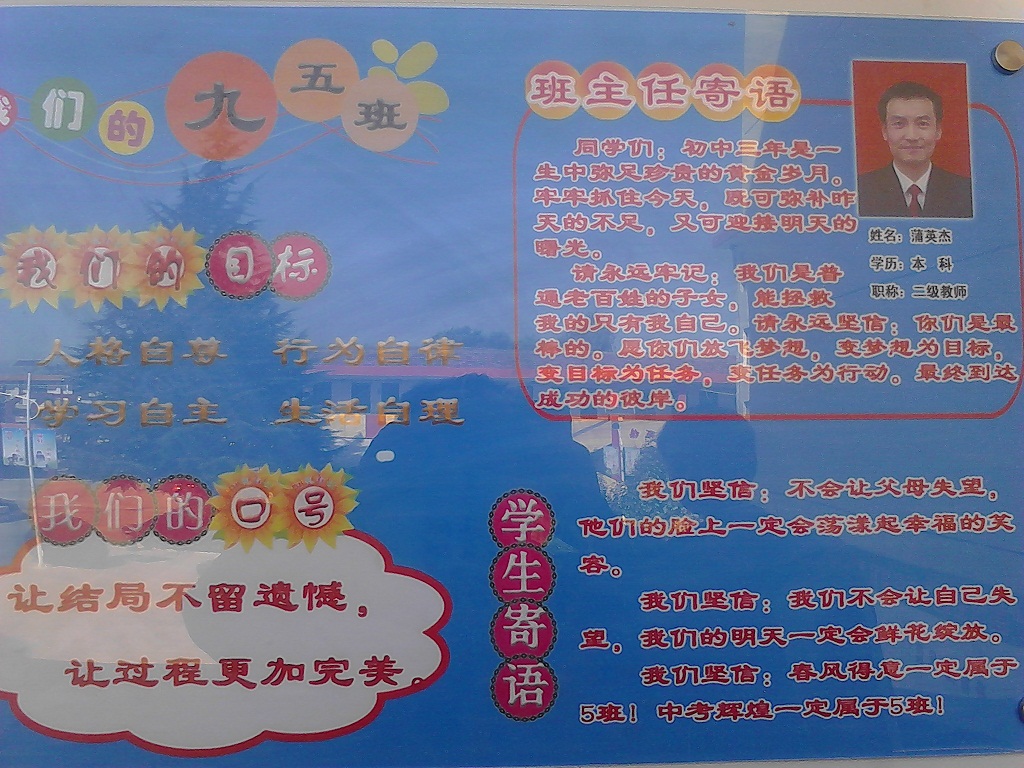 我们的九五班
我们的目标
人格自尊 行为自律
学习自主 生活自理
我们的口号
让结局不留遗憾，
让过程更加完美。
班主任寄语
同学们：初中三年是一
生中弥足珍贵的黄金岁月。
牢牢抓住今天，既可弥补昨
天的不足，又可迎接明天的
曙光。
请永远牢记：我们是普
通老百姓的子女，能拯救
我的只有我自己。请永远坚信：你们是最
棒的。愿你们放飞梦想，变梦想为目标，
变目标为任务，变任务为行动。最终到达
成功的彼岸。
姓名：蒲英杰
学历：本 科
职称：二级教师
学生寄语
我们坚信：不会让父母失望，
他们的脸上一定会荡漾起幸福的笑
容。
我们坚信：我们不会让自己失
望，我们的明天一定会鲜花绽放。
我们坚信：春风得意一定属于
5班！中考辉煌一定属于5班！